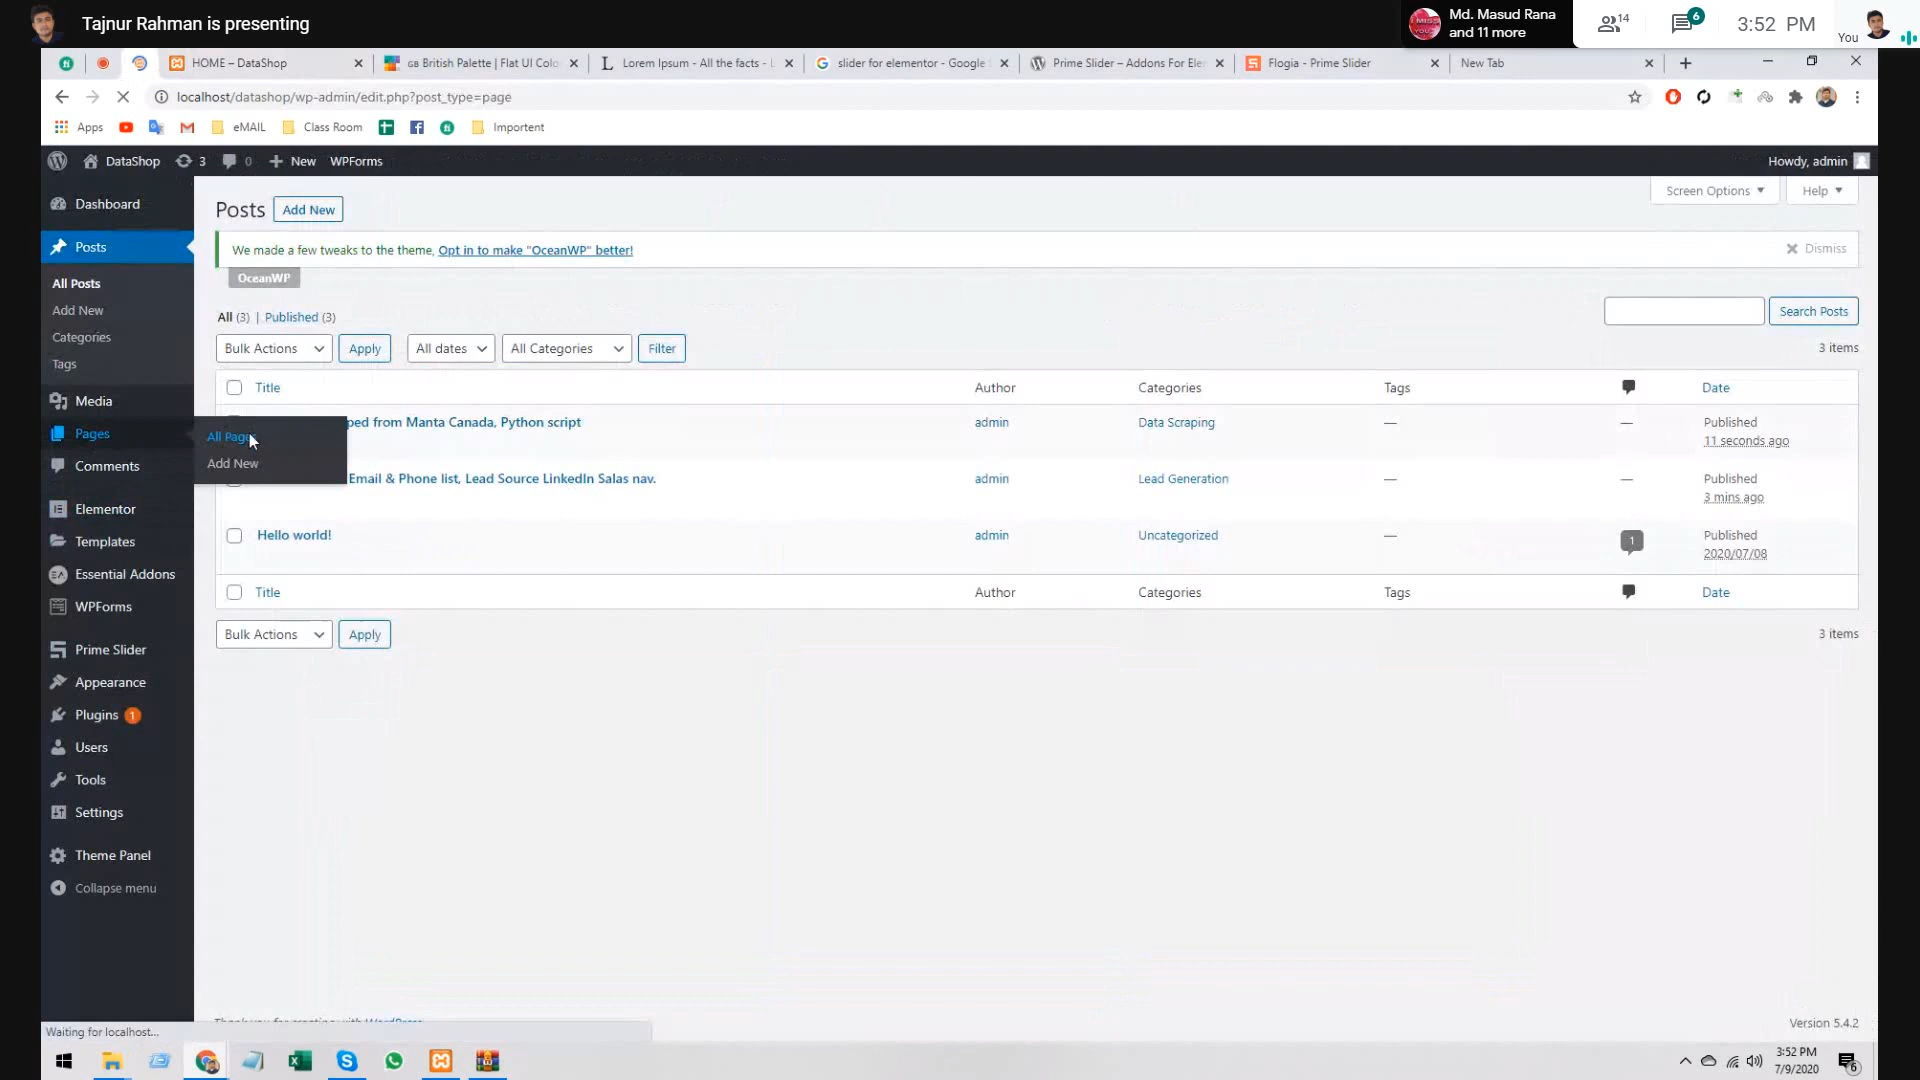 Tajnur Rahman is presenting
Md. Masud Rana
and 11 more
14
6
3:52 PM
You
HOME – DataShop
GB British Palette | Flat UI Colo
Lorem Ipsum - All the facts - L
slider for elementor - Google
Prime Slider – Addons For Ele
Flogia - Prime Slider
New Tab
localhost/datashop/wp-admin/edit.php?post_type=page
Apps
eMAIL
Class Room
Importent
DataShop
3
0
New
WPForms
Howdy, admin
Dashboard
Posts
All Posts
Add New
Categories
Tags
Media
Pages
All Pages
Add New
Comments
Elementor
Templates
Essential Addons
WPForms
Prime Slider
Appearance
Plugins 1
Users
Tools
Settings
Theme Panel
Collapse menu
Posts Add New
Screen Options
Help
We made a few tweaks to the theme, Opt in to make "OceanWP" better!
Dismiss
OceanWP
All (3) | Published (3)
Search Posts
Bulk Actions Apply All dates All Categories Filter
3 items
Title Author Categories Tags Date
ped from Manta Canada, Python script admin Data Scraping — — Published
11 seconds ago
Email & Phone list, Lead Source LinkedIn Salas nav. admin Lead Generation — — Published
3 mins ago
Hello world! admin Uncategorized — 1 Published
2020/07/08
Title Author Categories Tags Date
Bulk Actions Apply
3 items
WordPress
Version 5.4.2
Waiting for localhost...
3:52 PM
7/9/2020
6